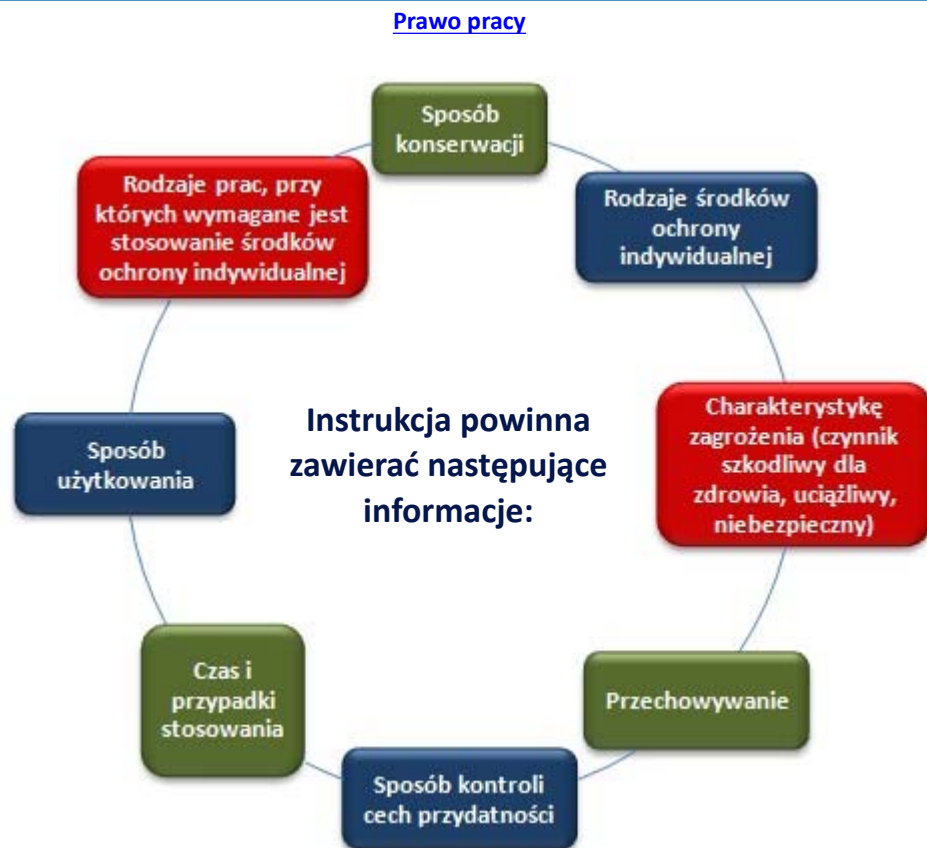 Prawo pracy
Sposób
konserwacji
Rodzaje prac, przy
których wymagane jest
stosowanie środków
ochrony indywidualnej
Rodzaje środków
ochrony
indywidualnej
Sposób
użytkowania
Instrukcja powinna
zawierać następujące
informacje:
Charakterystykę
zagrożenia (czynnik
szkodliwy dla
zdrowia, uciążliwy,
niebezpieczny)
Czas i
przypadki
stosowania
Przechowywanie
Sposób kontroli
cech przydatności